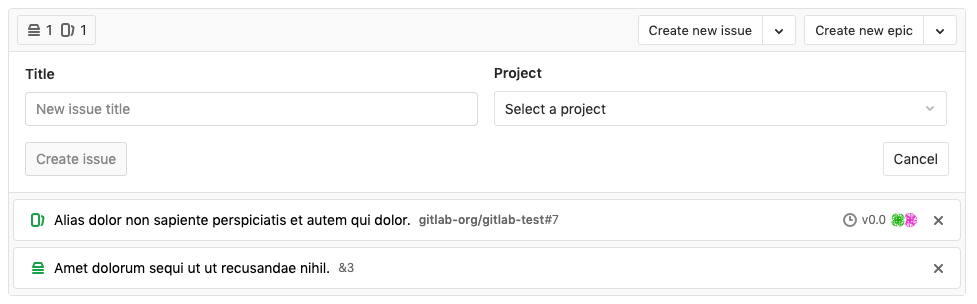 1 1 Create new issue Create new epic
Title Project
New issue title Select a project
Create issue Cancel
Alias dolor non sapiente perspiciatis et autem qui dolor. gitlab-org/gitlab-test#7 v0.0
Amet dolorum sequi ut ut recusandae nihil. &3